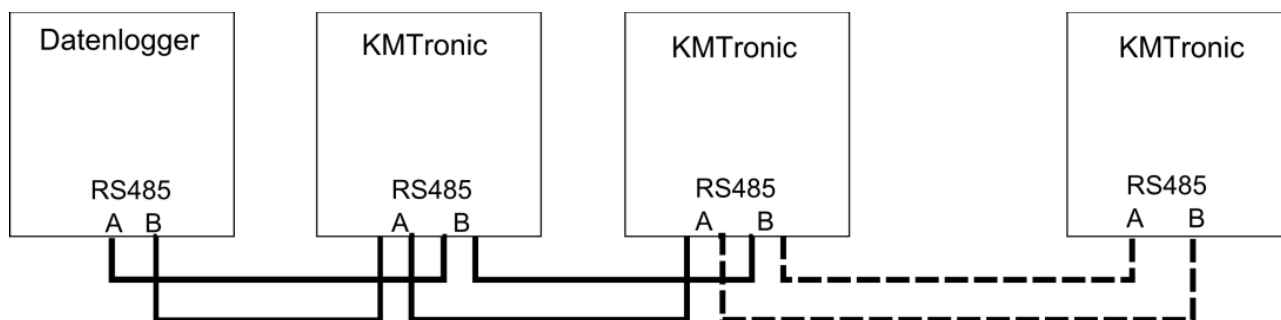 Datenlogger
KMTronic
KMTronic
KMTronic
RS485
RS485
RS485
RS485
A B
A B
A B
A B